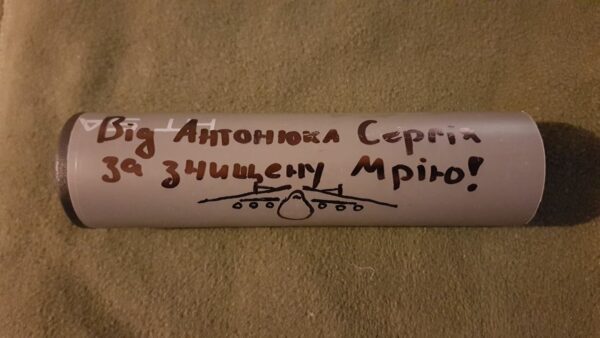 Від Антонюка Сергія
за знищену Мрію!